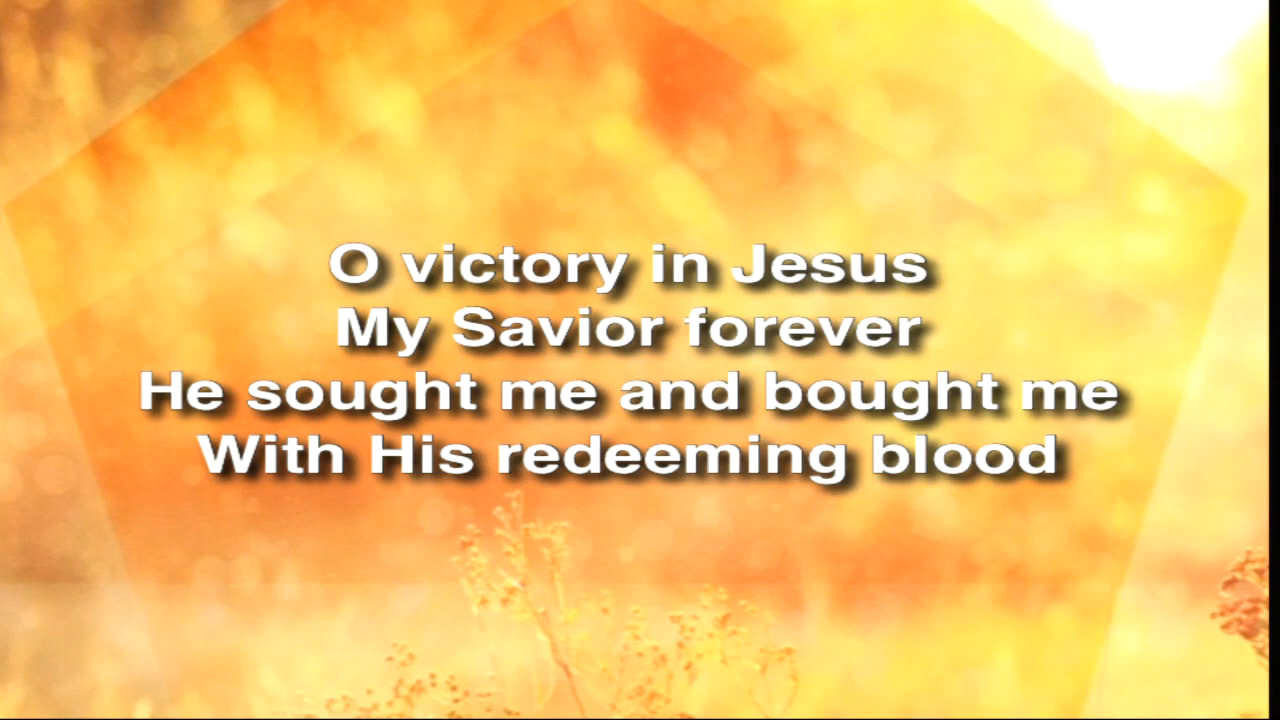 O victory in Jesus
My Savior forever
He sought me and bought me
With His redeeming blood